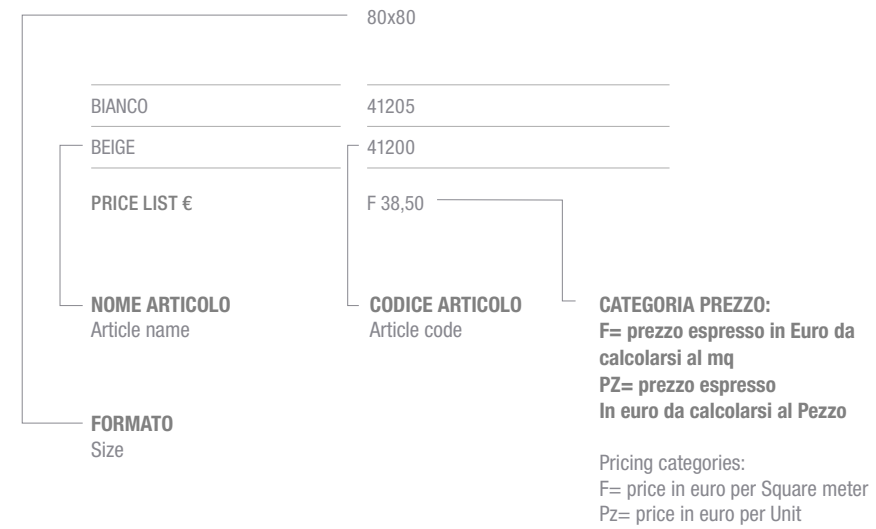 80x80
BIANCO 41205
BEIGE 41200
PRICE LIST € F 38,50
NOME ARTICOLO
Article name
CODICE ARTICOLO
Article code
CATEGORIA PREZZO:
F= prezzo espresso in Euro da
calcolarsi al mq
PZ= prezzo espresso
In euro da calcolarsi al Pezzo
FORMATO
Size
Pricing categories:
F= price in euro per Square meter
Pz= price in euro per Unit